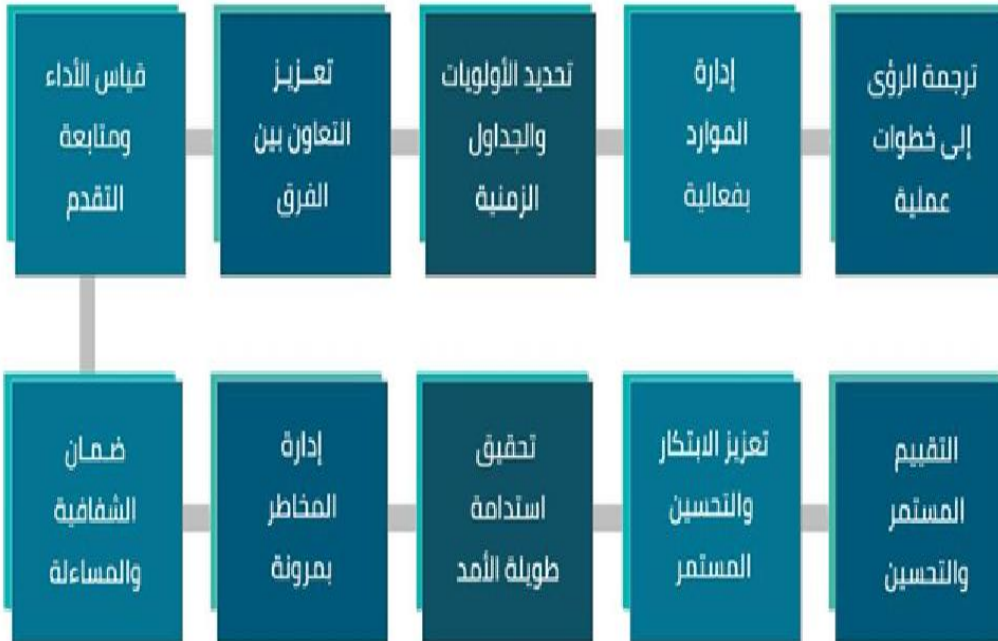 ترجمة الرؤى
إلى خطوات
عملية
إدارة
الموارد
بفعالية
تحديد الأولويات
والجداول
الزمنية
تعــزيــز
التعاون بين
الفرق
قياس الأداء
ومتابعة
التقدم
ضـمـان
الشفافية
والمساءلة
إدارة
المخاطر
بمرونة
تحقيق
استدامة
طويلة الأمد
تعزيز الابتكار
والتحسين
المستمر
التقييم
المستمر
والتحسين